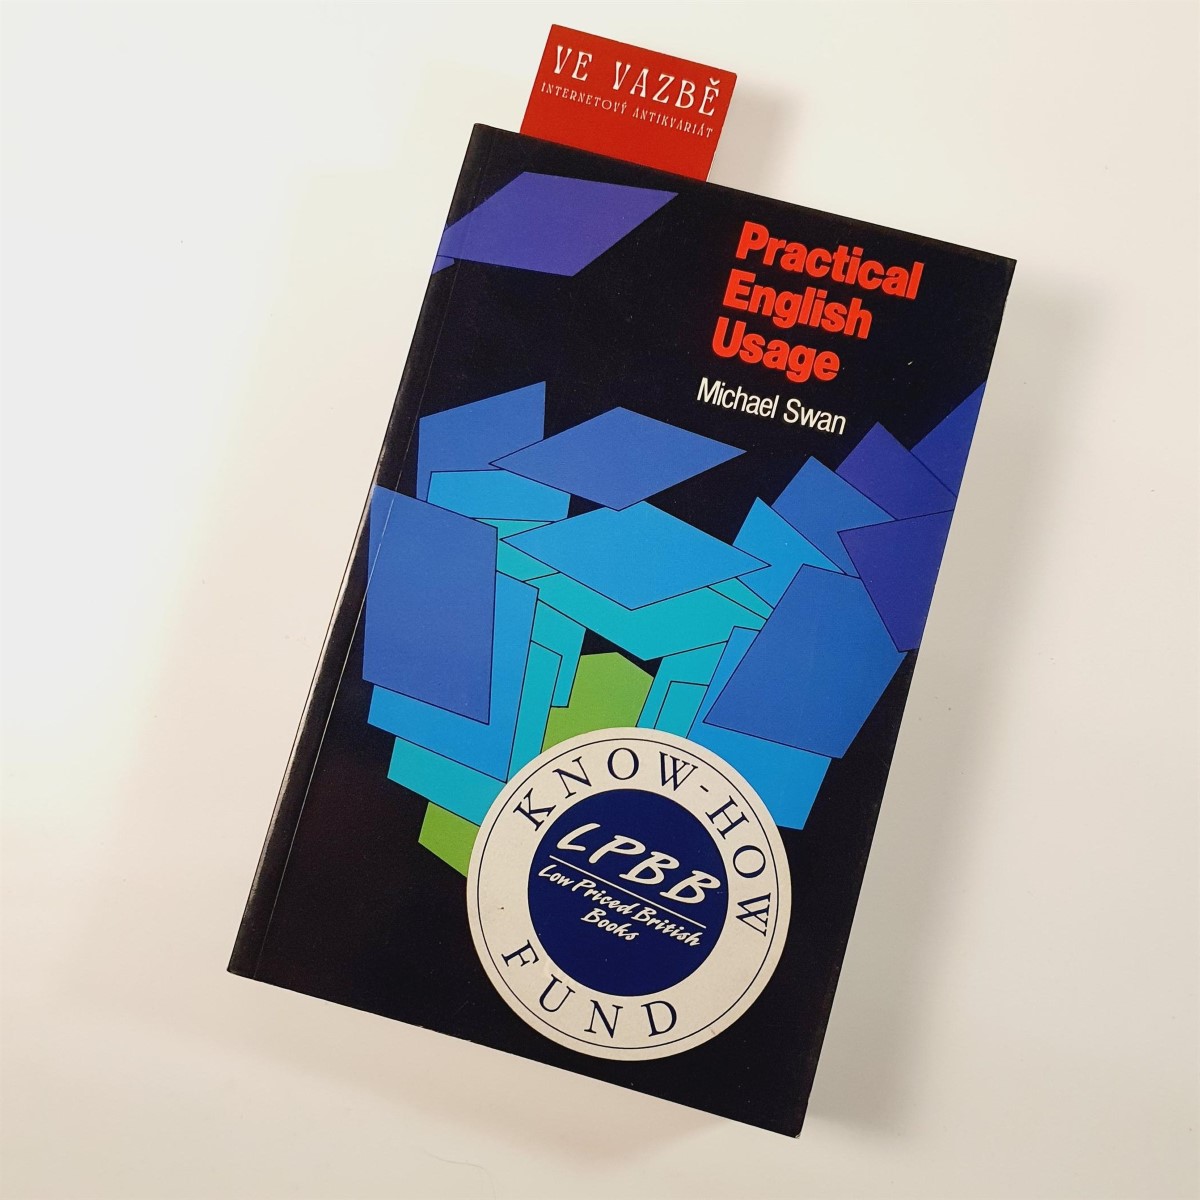 VE VAZBĚ
INTERNETOVÝ ANTIKVARIÁT
Practical
English
Usage
Michael Swan
KNOW-HOW
LPBB
Low Priced British
Books
FUND